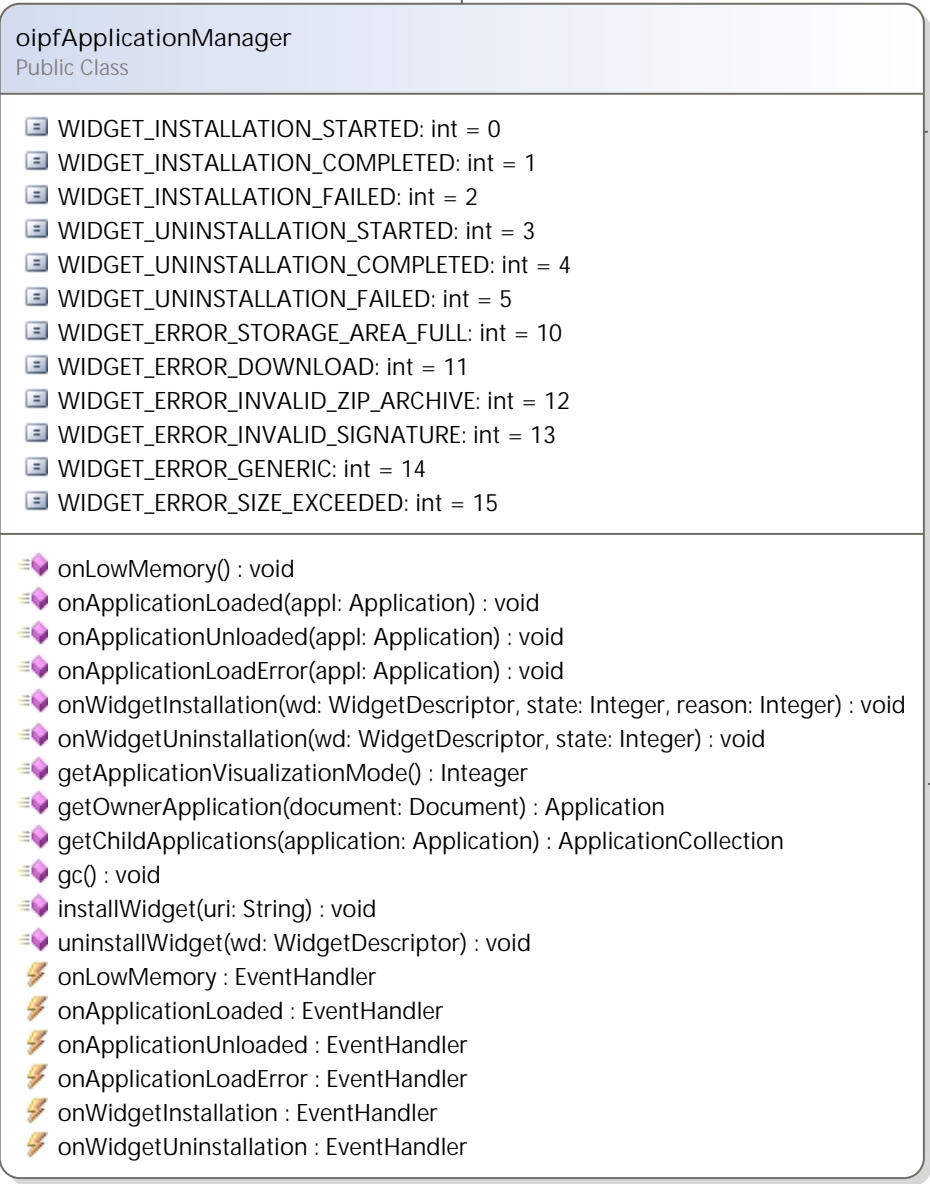 oipfApplicationManager
Public Class
WIDGET_INSTALLATION_STARTED: int = 0
WIDGET_INSTALLATION_COMPLETED: int = 1
WIDGET_INSTALLATION_FAILED: int = 2
WIDGET_UNINSTALLATION_STARTED: int = 3
WIDGET_UNINSTALLATION_COMPLETED: int = 4
WIDGET_UNINSTALLATION_FAILED: int = 5
WIDGET_ERROR_STORAGE_AREA_FULL: int = 10
WIDGET_ERROR_DOWNLOAD: int = 11
WIDGET_ERROR_INVALID_ZIP_ARCHIVE: int = 12
WIDGET_ERROR_INVALID_SIGNATURE: int = 13
WIDGET_ERROR_GENERIC: int = 14
WIDGET_ERROR_SIZE_EXCEEDED: int = 15
onLowMemory() : void
onApplicationLoaded(appl: Application) : void
onApplicationUnloaded(appl: Application) : void
onApplicationLoadError(appl: Application) : void
onWidgetInstallation(wd: WidgetDescriptor, state: Integer, reason: Integer) : void
onWidgetUninstallation(wd: WidgetDescriptor, state: Integer) : void
getApplicationVisualizationMode() : Inteager
getOwnerApplication(document: Document) : Application
getChildApplications(application: Application) : ApplicationCollection
gc() : void
installWidget(uri: String) : void
uninstallWidget(wd: WidgetDescriptor) : void
onLowMemory : EventHandler
onApplicationLoaded : EventHandler
onApplicationUnloaded : EventHandler
onApplicationLoadError : EventHandler
onWidgetInstallation : EventHandler
onWidgetUninstallation : EventHandler